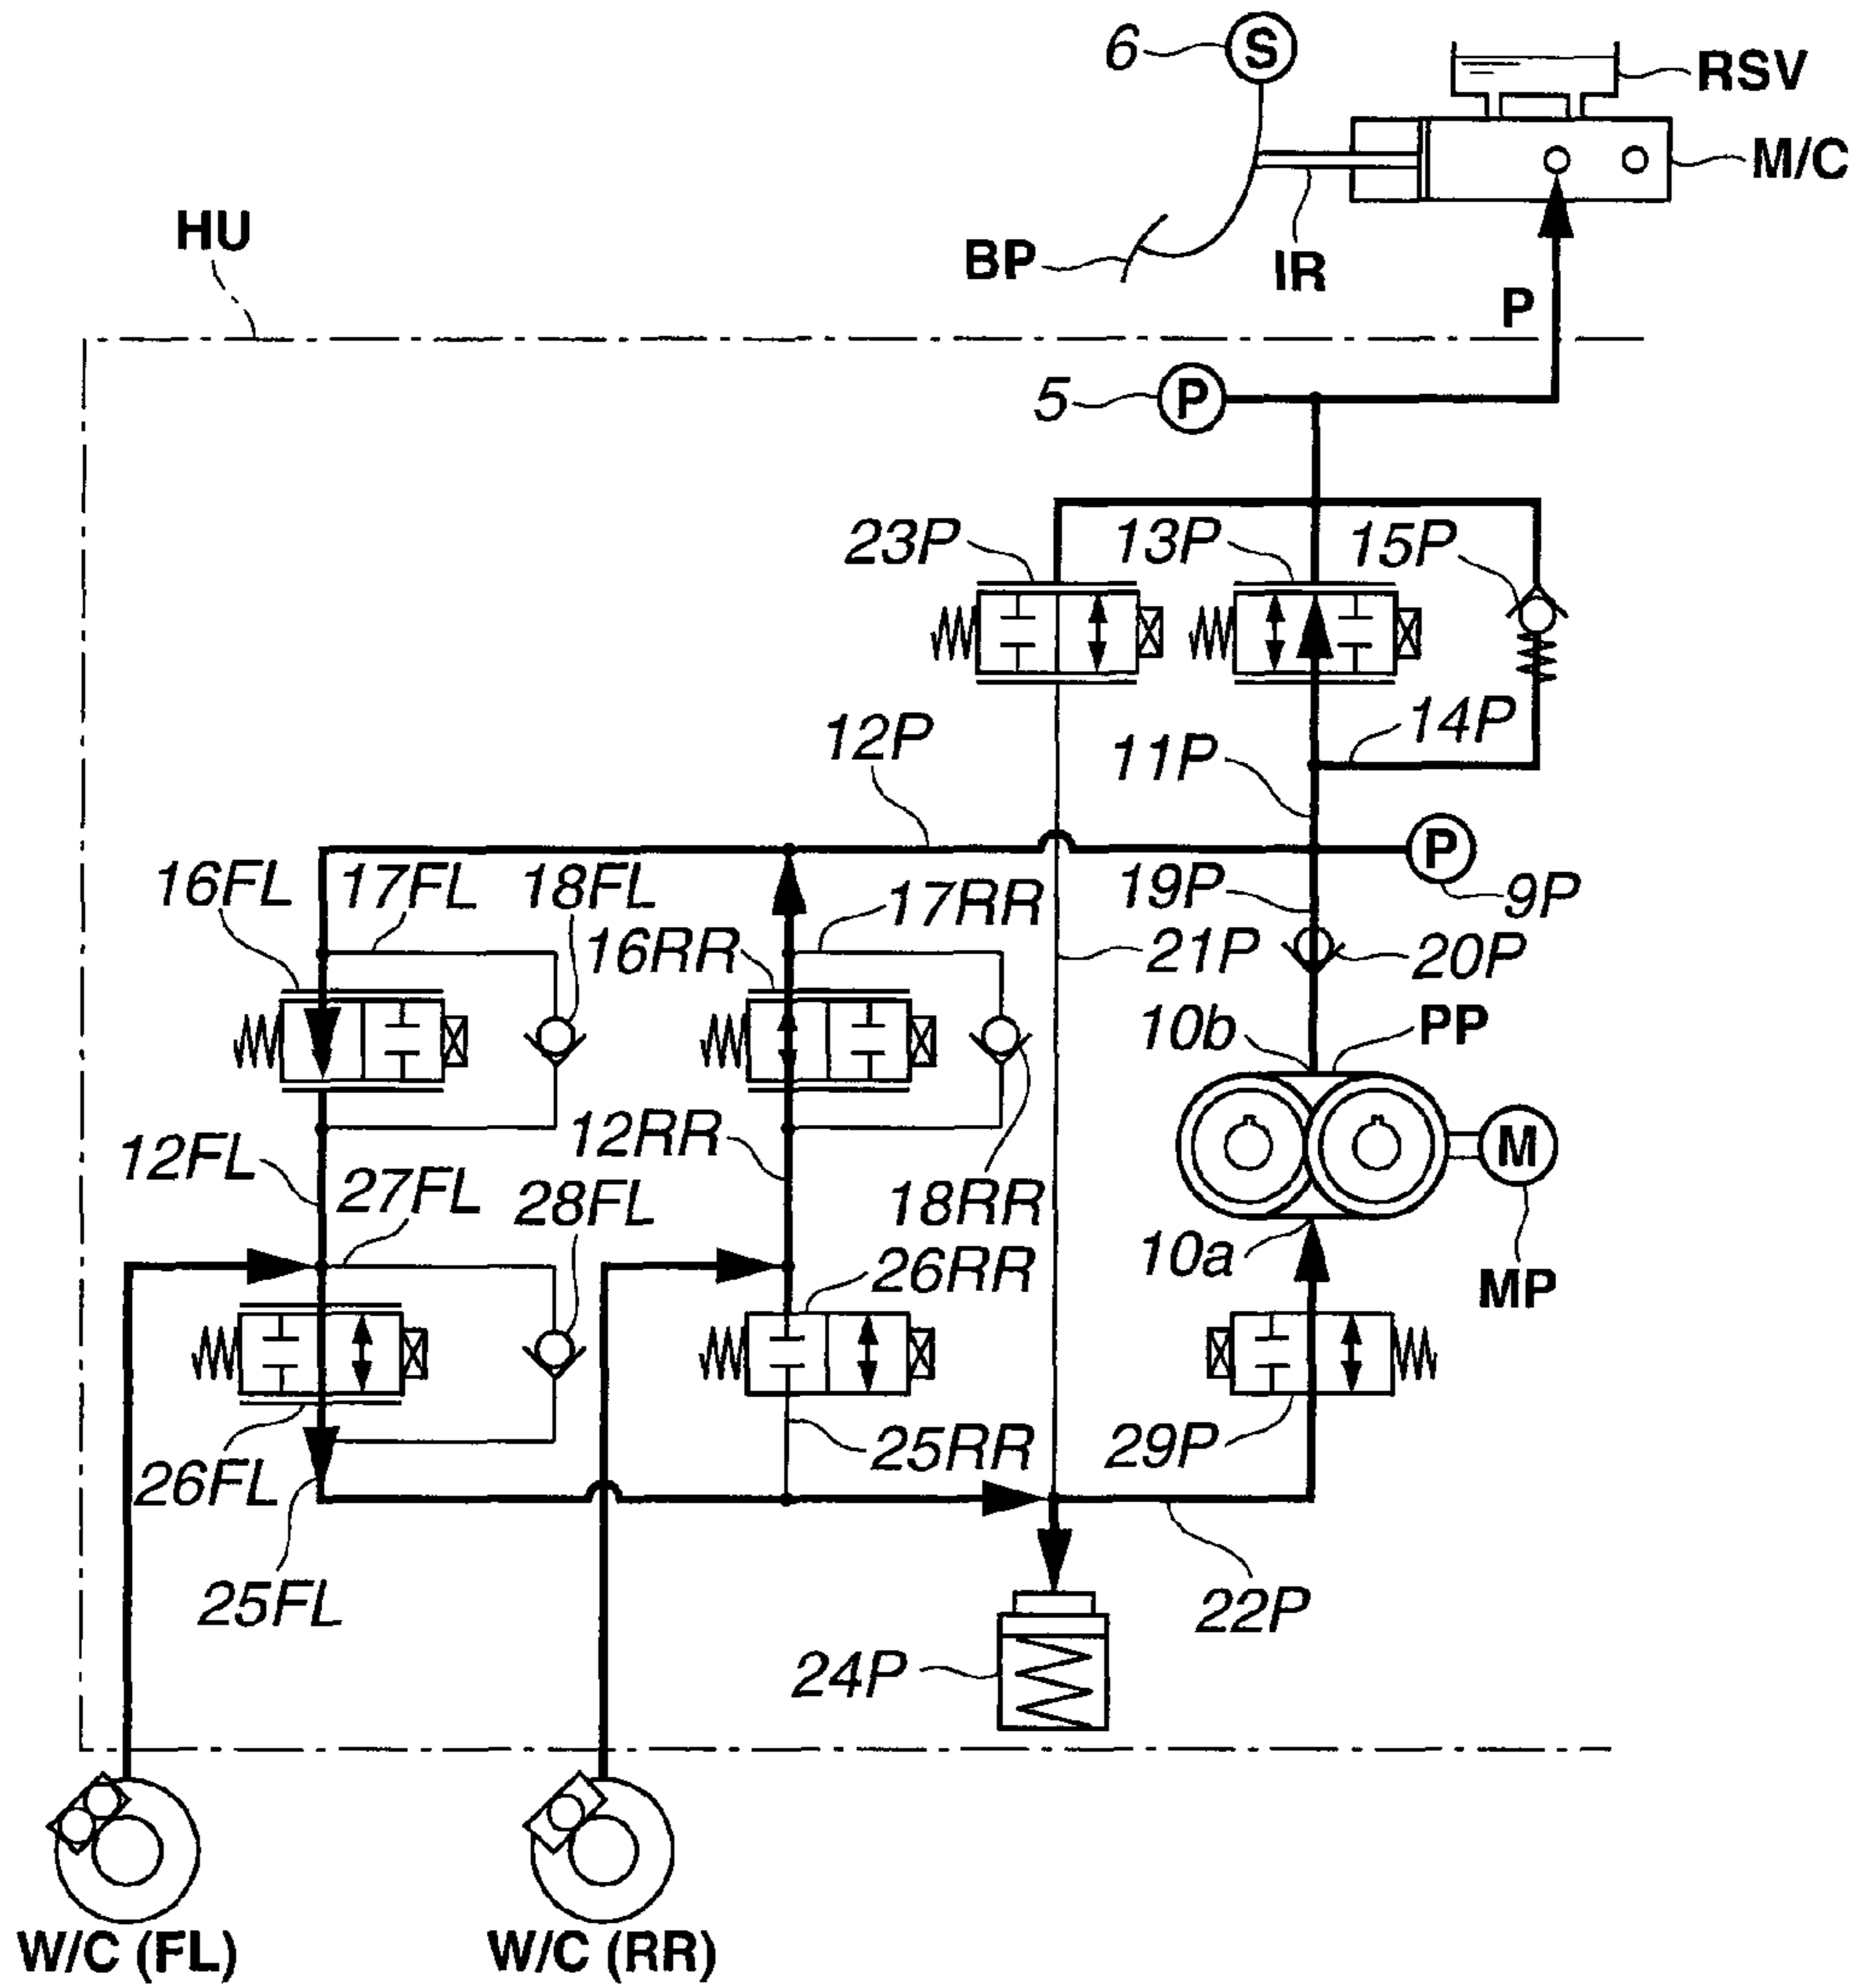 6
S
RSV
M/C
HU
BP
IR
P
5
P
23P
13P
15P
12P
11P
14P
16FL
17FL
18FL
17RR
19P
P
9P
16RR
21P
20P
10b
PP
12FL
12RR
M
27FL
28FL
18RR
10a
26RR
MP
26FL
25RR
29P
25FL
22P
24P
W/C (FL)
W/C (RR)